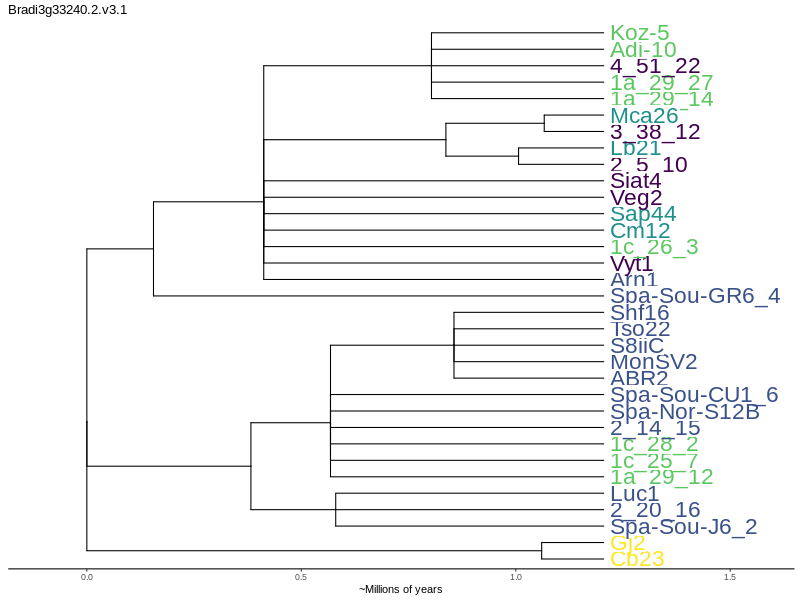 Bradi3g33240.2.v3.1
Koz-5
Adi-10
4_51_22
1a_29_27
1a_29_14
Mca26
3_38_12
Lb21
2_5_10
Siat4
Veg2
Sap44
Cm12
1c_26_3
Vyt1
Arn1
Spa-Sou-GR6_4
Shf16
Tso22
S8iiC
MonSV2
ABR2
Spa-Sou-CU1_6
Spa-Nor-S12B
2_14_15
1c_28_2
1c_25_7
1a_29_12
Luc1
2_20_16
Spa-Sou-J6_2
Gj2
Cb23
0.0 0.5 1.0 1.5
~Millions of years